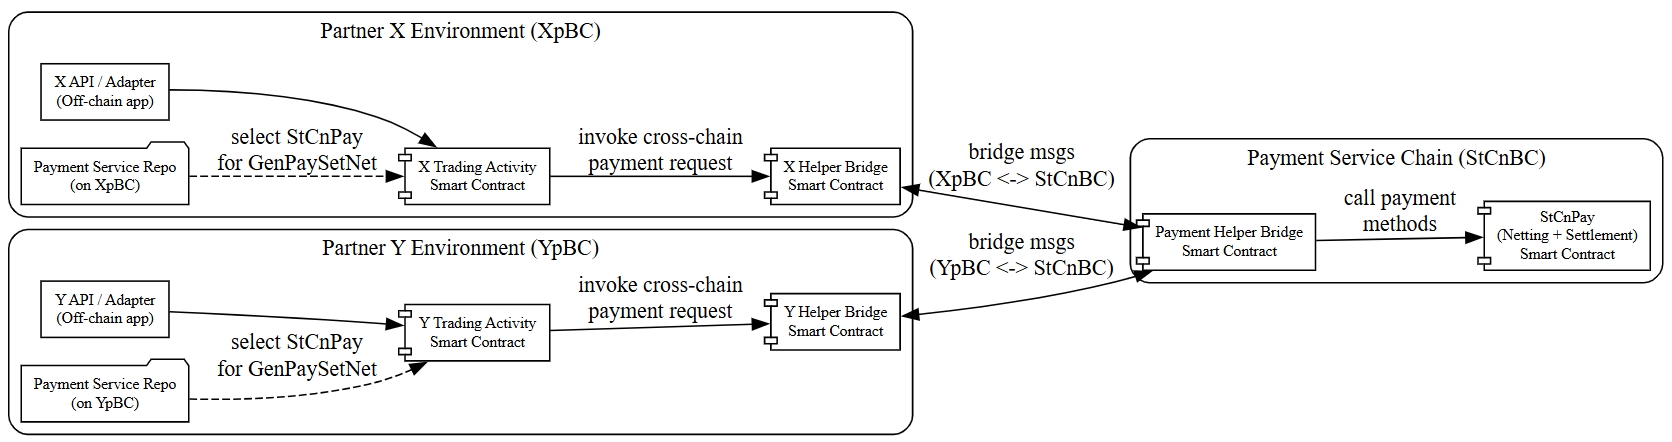 Partner X Environment (XpBC)
X API / Adapter
(Off-chain app)
Payment Service Repo
(on XpBC)
select StCnPay
for GenPaySetNet
X Trading Activity
Smart Contract
invoke cross-chain
payment request
X Helper Bridge
Smart Contract
bridge msgs
(XpBC <-> StCnBC)
Partner Y Environment (YpBC)
Y API / Adapter
(Off-chain app)
Payment Service Repo
(on YpBC)
select StCnPay
for GenPaySetNet
Y Trading Activity
Smart Contract
invoke cross-chain
payment request
Y Helper Bridge
Smart Contract
bridge msgs
(YpBC <-> StCnBC)
Payment Service Chain (StCnBC)
Payment Helper Bridge
Smart Contract
call payment
methods
StCnPay
(Netting + Settlement)
Smart Contract